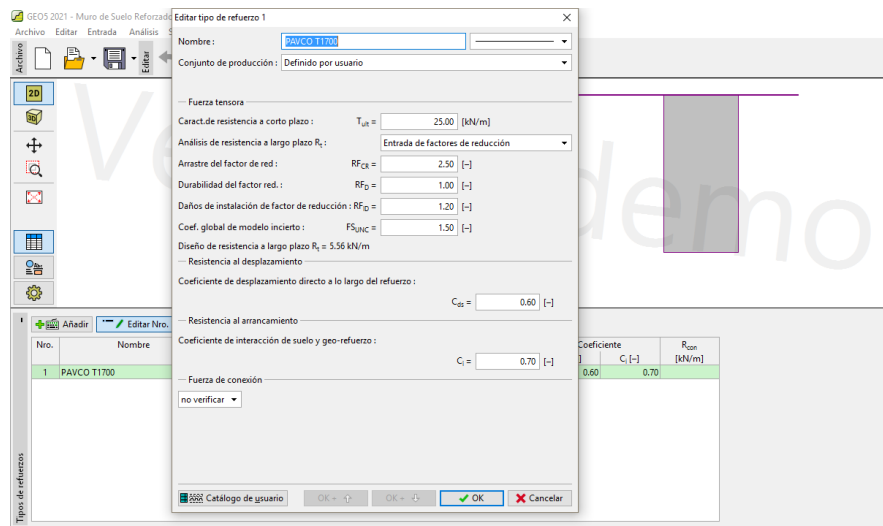 GEO5 2021 - Muro de Suelo Reforzado
Editar tipo de refuerzo 1
Archivo Editar Entrada Análisis
Archivo
Editar
Nombre :
PAVCO T1700
Conjunto de producción :
Definido por usuario
2D
3D
Fuerza tensora
Caract.de resistencia a corto plazo : Tult = 25.00 [kN/m]
Análisis de resistencia a largo plazo Rt : Entrada de factores de reducción
Arrastre del factor de red : RFCR = 2.50 [–]
Durabilidad del factor red. : RFD = 1.00 [–]
Daños de instalación de factor de reducción : RFID = 1.20 [–]
Coef. global de modelo incierto : FSUNC = 1.50 [–]
Diseño de resistencia a largo plazo Rt = 5.56 kN/m
Resistencia al desplazamiento
Coeficiente de desplazamiento directo a lo largo del refuerzo :
Cds = 0.60 [–]
Resistencia al arrancamiento
Coeficiente de interacción de suelo y geo-refuerzo :
Ci = 0.70 [–]
Fuerza de conexión
no verificar
Catálogo de usuario
OK +
OK +
OK
Cancelar
demo
Añadir
Editar Nro.
Nro. Nombre Coeficiente Rcon
Ci [–] [kN/m]
1 PAVCO T1700 0.60 0.70
Tipos de refuerzos